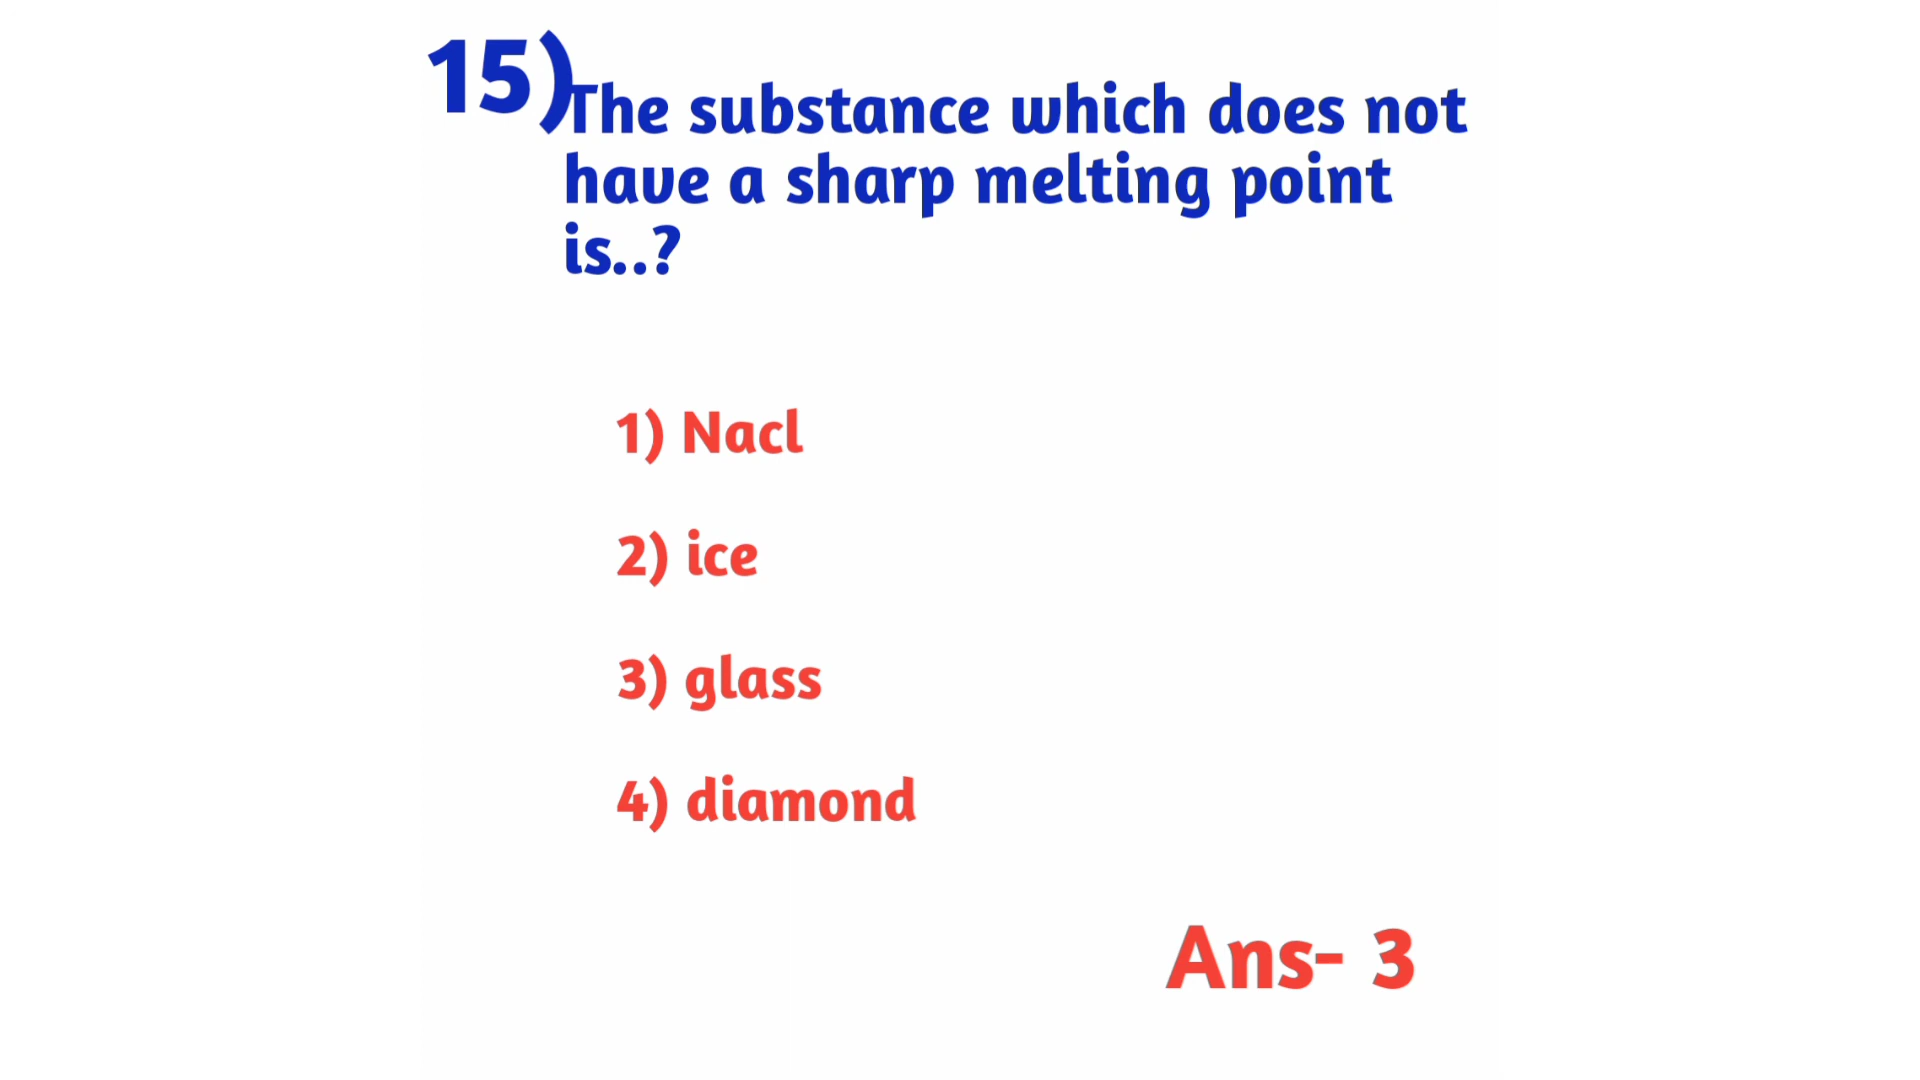 15)
The substance which does not
have a sharp melting point
is..?
1) Nacl
2) ice
3) glass
4) diamond
Ans- 3